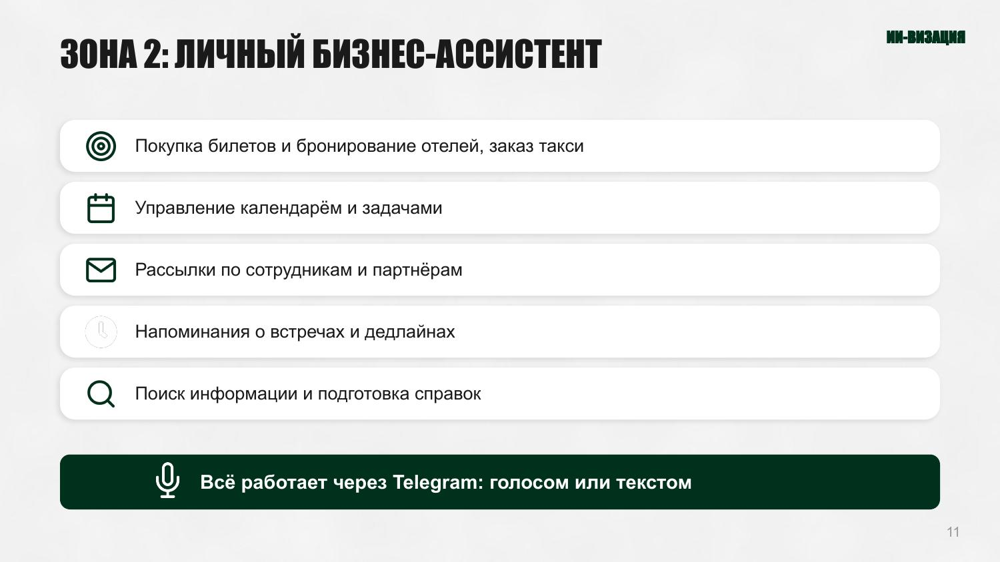 ЗОНА 2: ЛИЧНЫЙ БИЗНЕС-АССИСТЕНТ
ИИ-ВИЗАЦИЯ
Покупка билетов и бронирование отелей, заказ такси
Управление календарём и задачами
Рассылки по сотрудникам и партнёрам
Напоминания о встречах и дедлайнах
Поиск информации и подготовка справок
Всё работает через Telegram: голосом или текстом
11